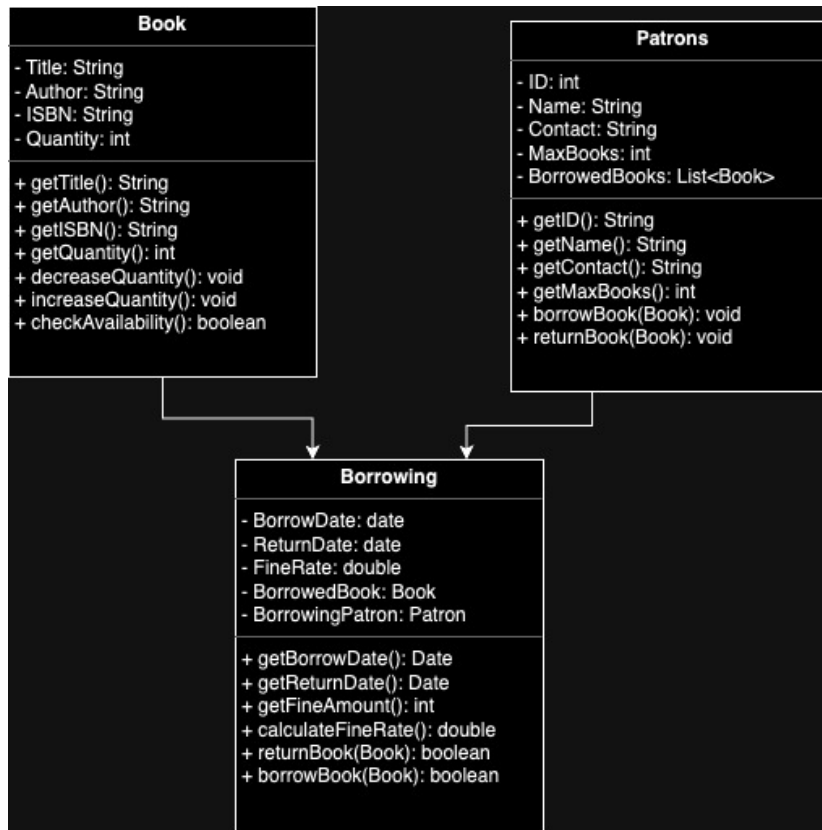 Book
- Title: String
- Author: String
- ISBN: String
- Quantity: int
+ getTitle(): String
+ getAuthor(): String
+ getISBN(): String
+ getQuantity(): int
+ decreaseQuantity(): void
+ increaseQuantity(): void
+ checkAvailability(): boolean
Patrons
- ID: int
- Name: String
- Contact: String
- MaxBooks: int
- BorrowedBooks: List<Book>
+ getID(): String
+ getName(): String
+ getContact(): String
+ getMaxBooks(): int
+ borrowBook(Book): void
+ returnBook(Book): void
Borrowing
- BorrowDate: date
- ReturnDate: date
- FineRate: double
- BorrowedBook: Book
- BorrowingPatron: Patron
+ getBorrowDate(): Date
+ getReturnDate(): Date
+ getFineAmount(): int
+ calculateFineRate(): double
+ returnBook(Book): boolean
+ borrowBook(Book): boolean